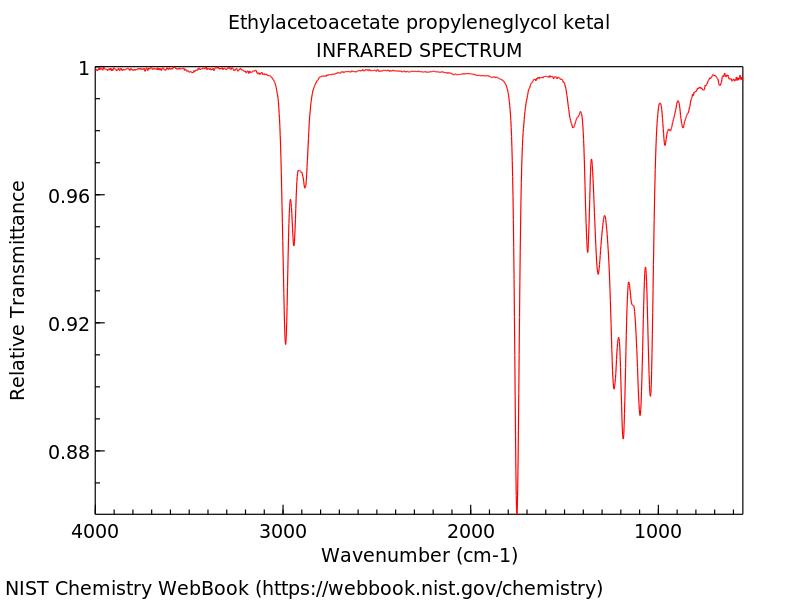 Ethylacetoacetate propyleneglycol ketal
INFRARED SPECTRUM
1
0.96
0.92
0.88
Relative Transmittance
4000 3000 2000 1000
Wavenumber (cm-1)
NIST Chemistry WebBook (https://webbook.nist.gov/chemistry)